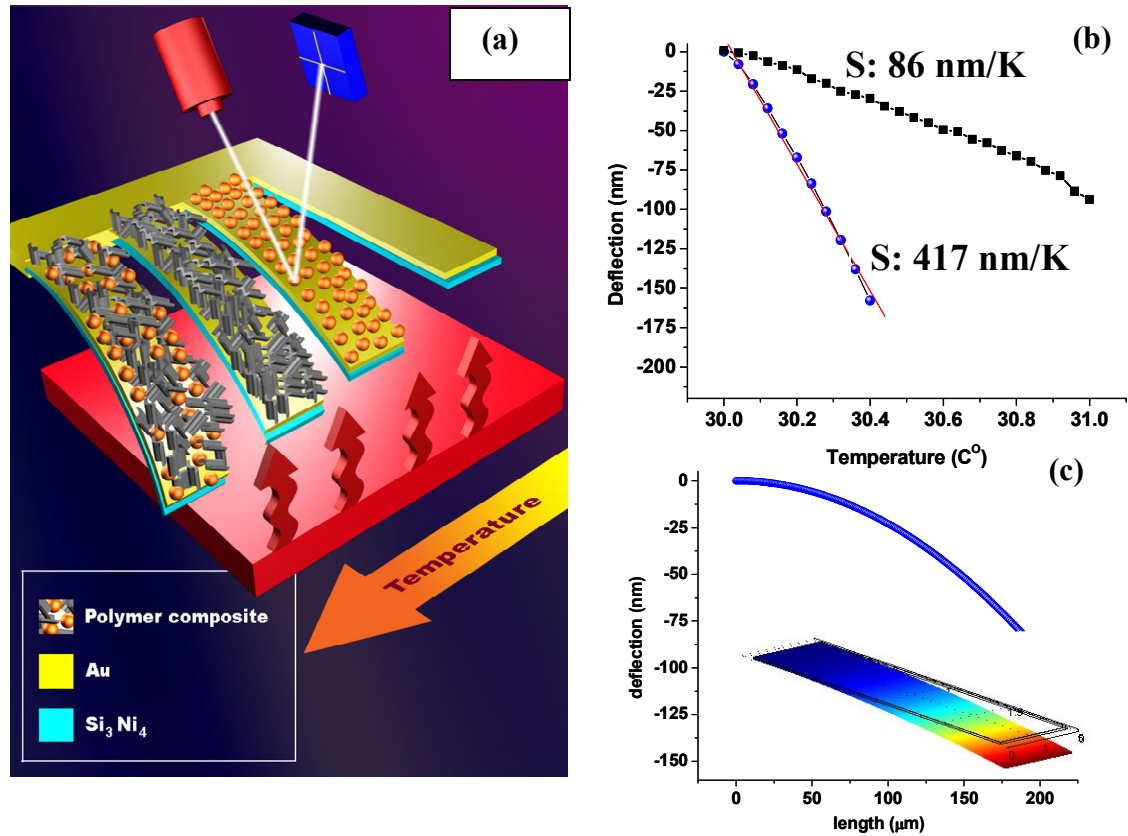 (a)
Temperature
Polymer composite
Au
Si₃Ni₄
(b)
S: 86 nm/K
S: 417 nm/K
Deflection (nm)
0
-25
-50
-75
-100
-125
-150
-175
-200
30.0 30.2 30.4 30.6 30.8 31.0
Temperature (C⁰)
(c)
deflection (nm)
0
-25
-50
-75
-100
-125
-150
0 50 100 150 200
length (µm)